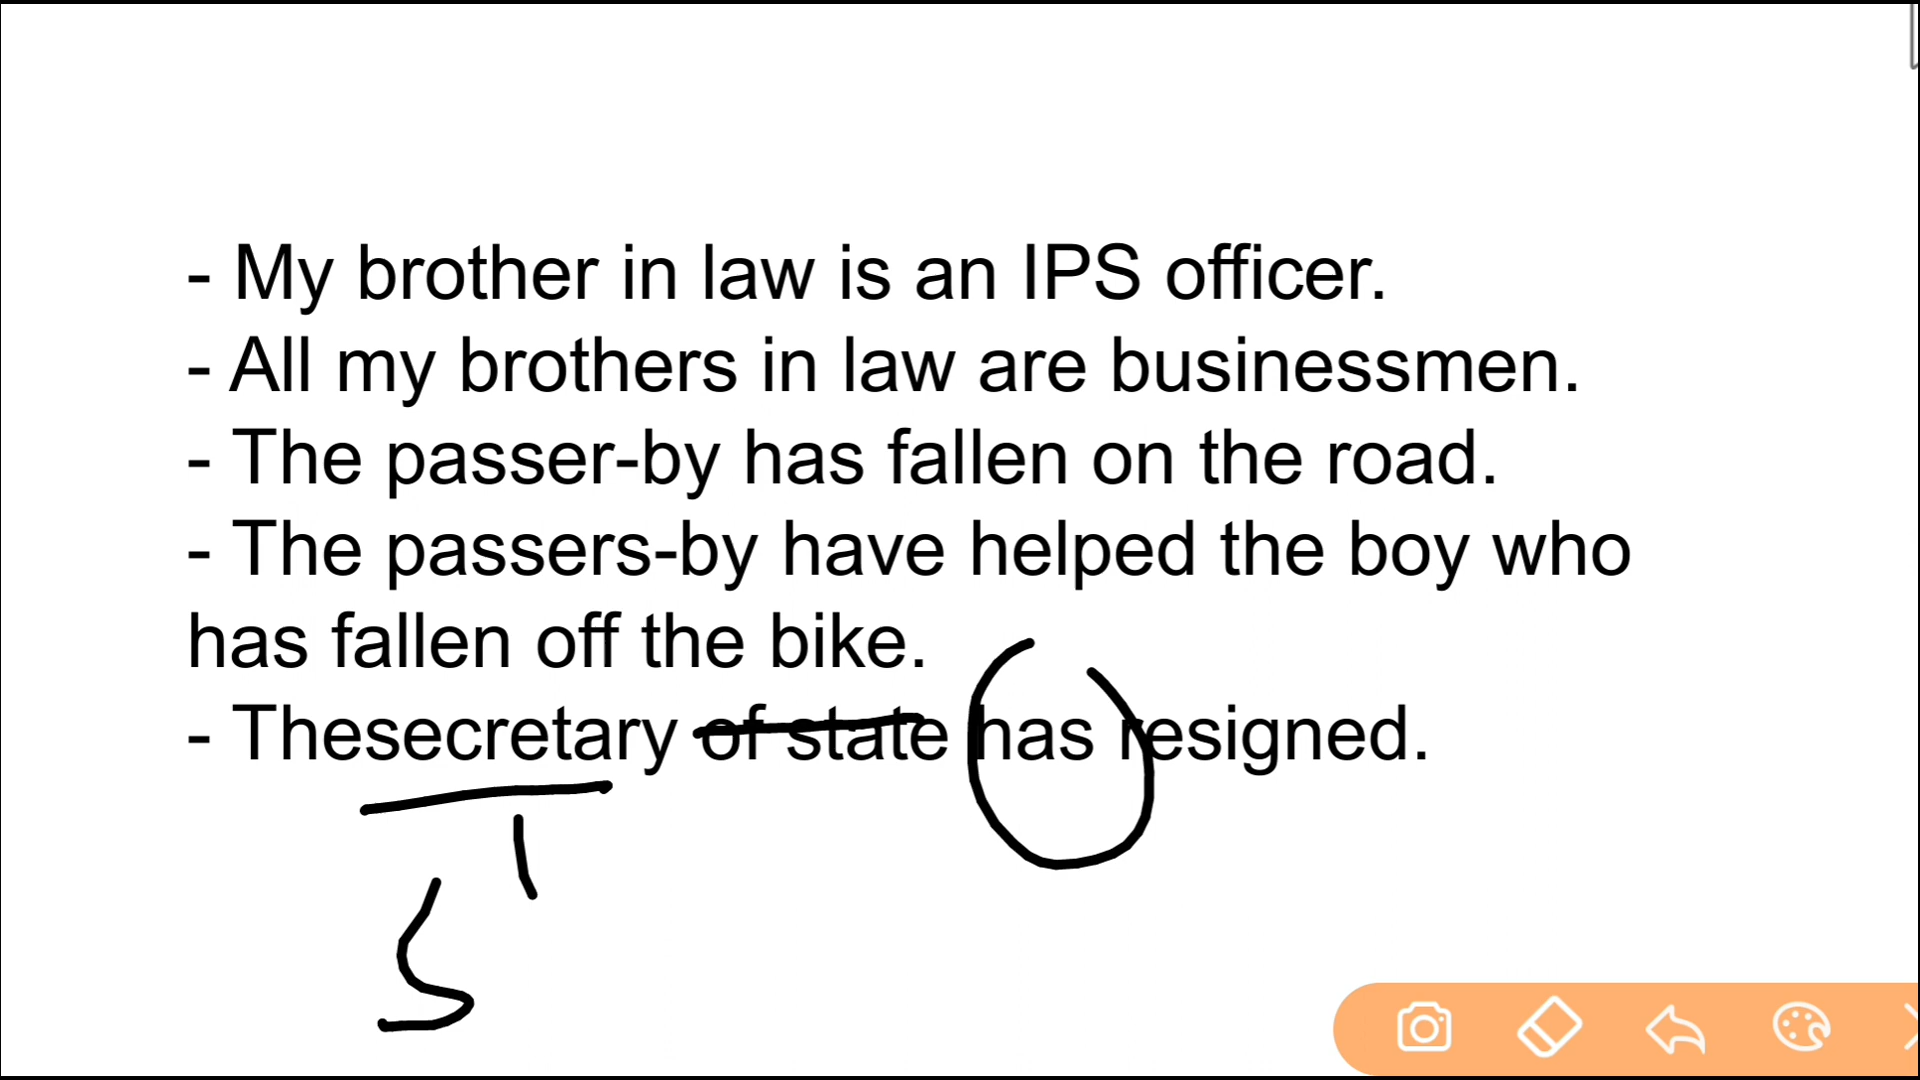 - My brother in law is an IPS officer.
- All my brothers in law are businessmen.
- The passer-by has fallen on the road.
- The passers-by have helped the boy who
has fallen off the bike.
- Thesecretary of state has resigned.
S